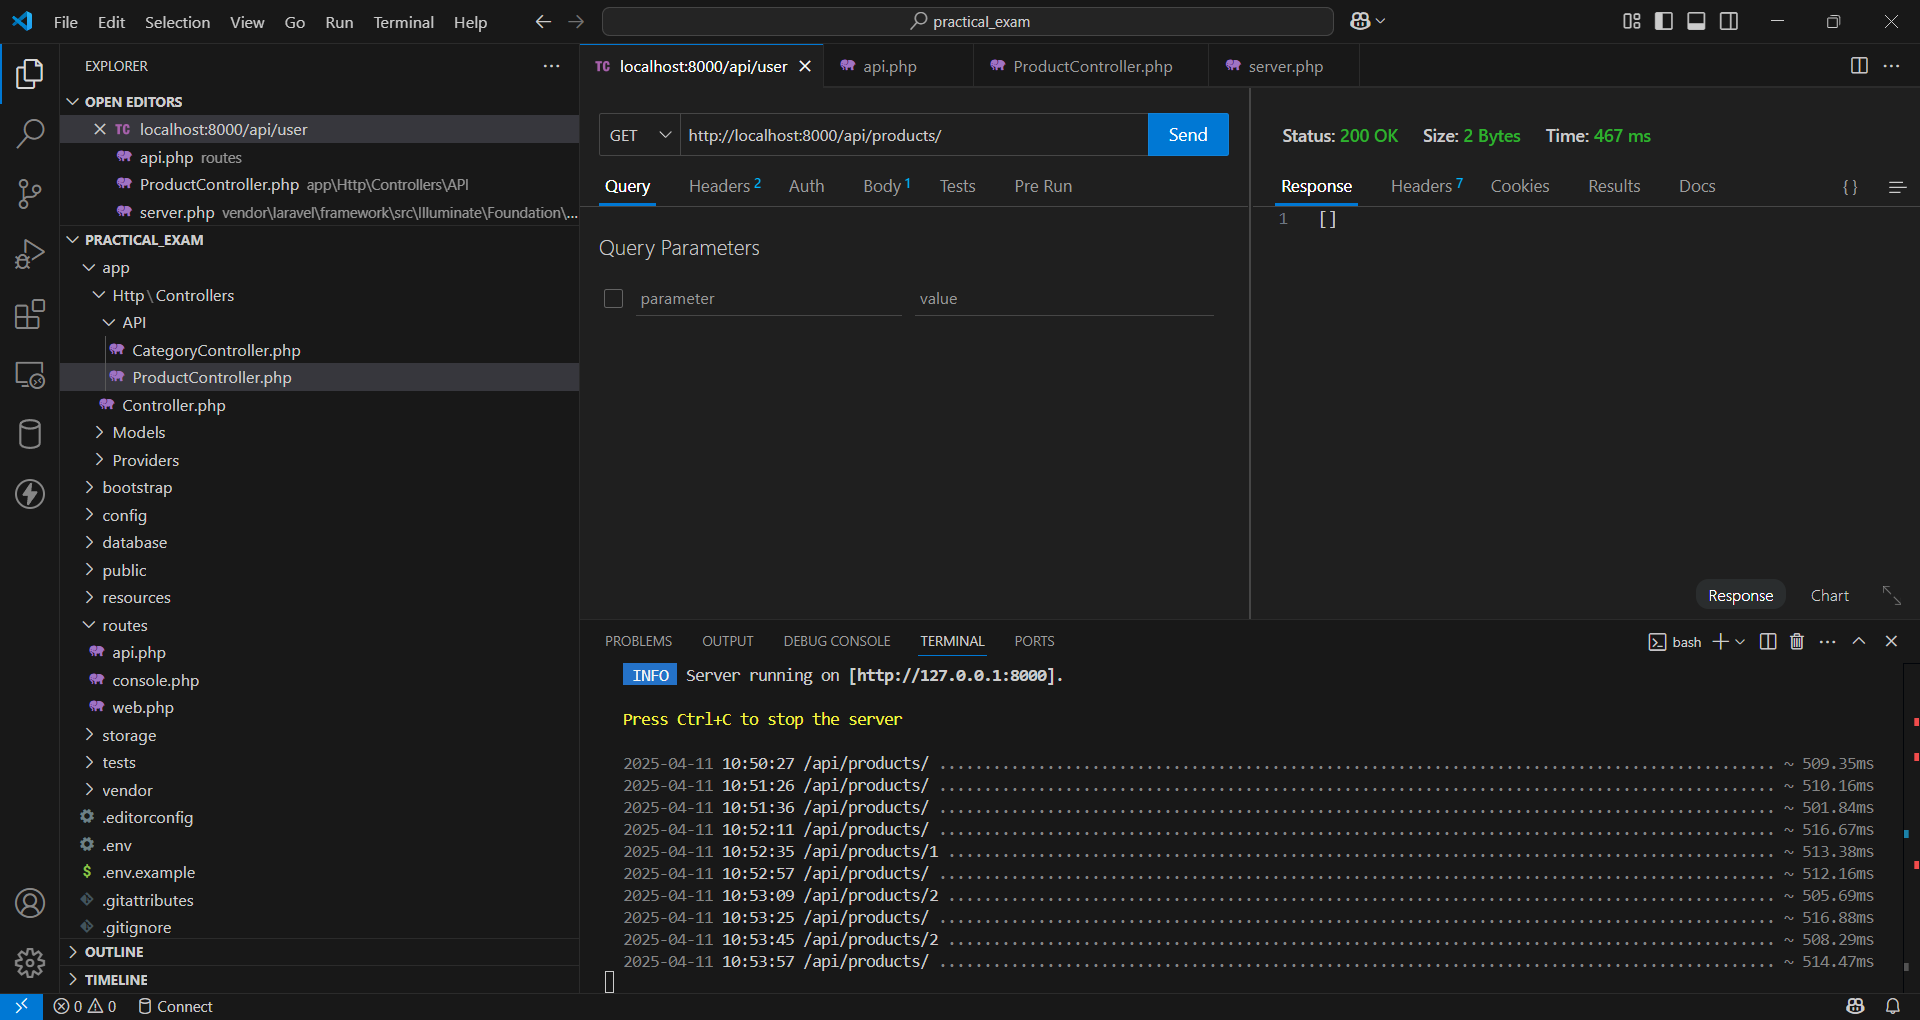 File Edit Selection View Go Run Terminal Help
practical_exam
EXPLORER
OPEN EDITORS
TC localhost:8000/api/user
api.php routes
ProductController.php app\Http\Controllers\API
server.php vendor\laravel\framework\src\Illuminate\Foundation\...
PRACTICAL_EXAM
app
Http\Controllers
API
CategoryController.php
ProductController.php
Controller.php
Models
Providers
bootstrap
config
database
public
resources
routes
api.php
console.php
web.php
storage
tests
vendor
.editorconfig
.env
$ .env.example
.gitattributes
.gitignore
OUTLINE
TIMELINE
TC localhost:8000/api/user
api.php
ProductController.php
server.php
GET http://localhost:8000/api/products/ Send
Query Headers 2 Auth Body 1 Tests Pre Run
Query Parameters
parameter value
Status: 200 OK Size: 2 Bytes Time: 467 ms
Response Headers 7 Cookies Results Docs { }
1 []
Response Chart
PROBLEMS OUTPUT DEBUG CONSOLE TERMINAL PORTS
bash
INFO Server running on [http://127.0.0.1:8000].
Press Ctrl+C to stop the server
2025-04-11 10:50:27 /api/products/ ............................................................................................. ~ 509.35ms
2025-04-11 10:51:26 /api/products/ ............................................................................................. ~ 510.16ms
2025-04-11 10:51:36 /api/products/ ............................................................................................. ~ 501.84ms
2025-04-11 10:52:11 /api/products/ ............................................................................................. ~ 516.67ms
2025-04-11 10:52:35 /api/products/1 ............................................................................................ ~ 513.38ms
2025-04-11 10:52:57 /api/products/ ............................................................................................. ~ 512.16ms
2025-04-11 10:53:09 /api/products/2 ............................................................................................ ~ 505.69ms
2025-04-11 10:53:25 /api/products/ ............................................................................................. ~ 516.88ms
2025-04-11 10:53:45 /api/products/2 ............................................................................................ ~ 508.29ms
2025-04-11 10:53:57 /api/products/ ............................................................................................. ~ 514.47ms
0 0 Connect